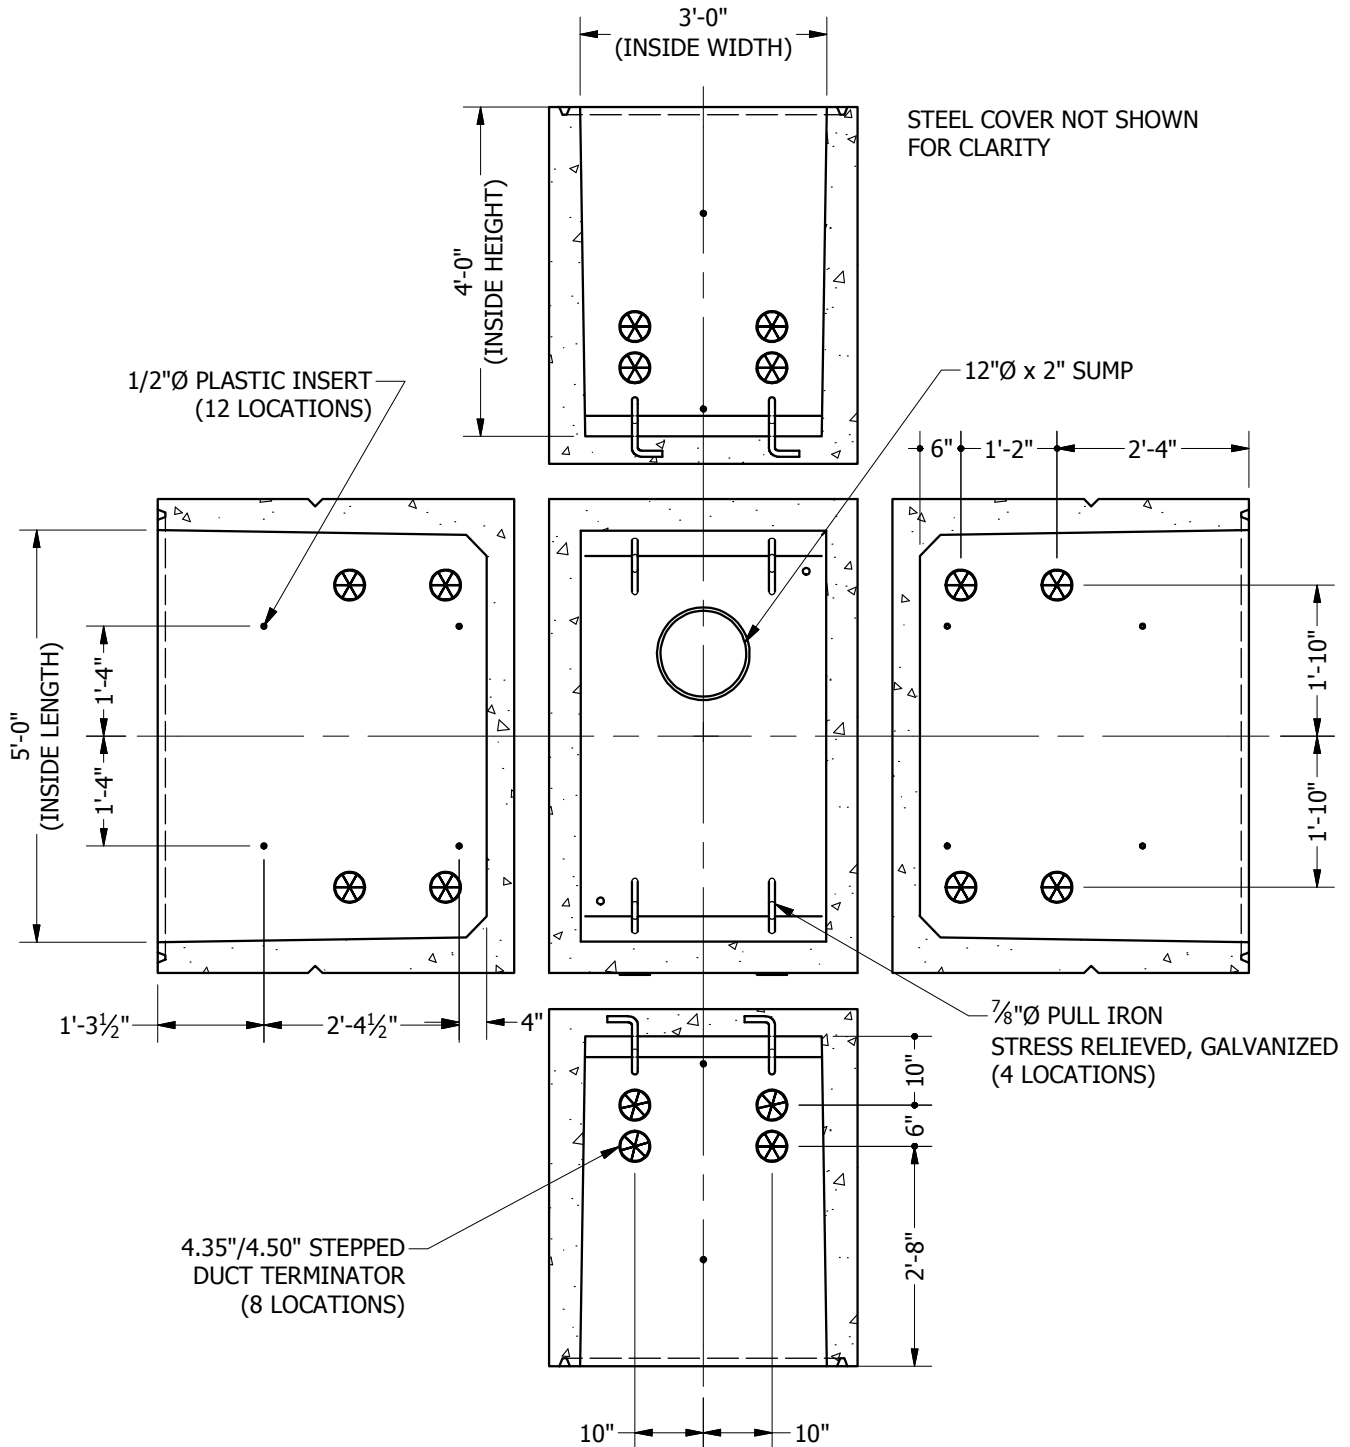 3'-0"
(INSIDE WIDTH)
STEEL COVER NOT SHOWN
FOR CLARITY
4'-0"
(INSIDE HEIGHT)
1/2"Ø PLASTIC INSERT
(12 LOCATIONS)
12"Ø x 2" SUMP
6"
1'-2"
2'-4"
5'-0"
(INSIDE LENGTH)
1'-4"
1'-4"
1'-10"
1'-10"
1'-3½"
2'-4½"
4"
⅞"Ø PULL IRON
STRESS RELIEVED, GALVANIZED
(4 LOCATIONS)
10"
6"
2'-8"
4.35"/4.50" STEPPED
DUCT TERMINATOR
(8 LOCATIONS)
10"
10"